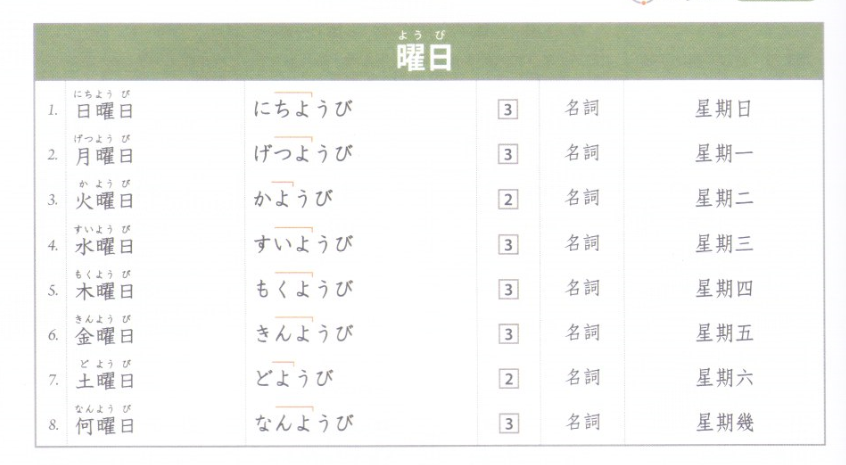 ようび
曜日
にちようび
1. 日曜日 にちようび 3 名詞 星期日
げつようび
2. 月曜日 げつようび 3 名詞 星期一
かようび
3. 火曜日 かようび 2 名詞 星期二
すいようび
4. 水曜日 すいようび 3 名詞 星期三
もくようび
5. 木曜日 もくようび 3 名詞 星期四
きんようび
6. 金曜日 きんようび 3 名詞 星期五
どようび
7. 土曜日 どようび 2 名詞 星期六
なんようび
8. 何曜日 なんようび 3 名詞 星期幾